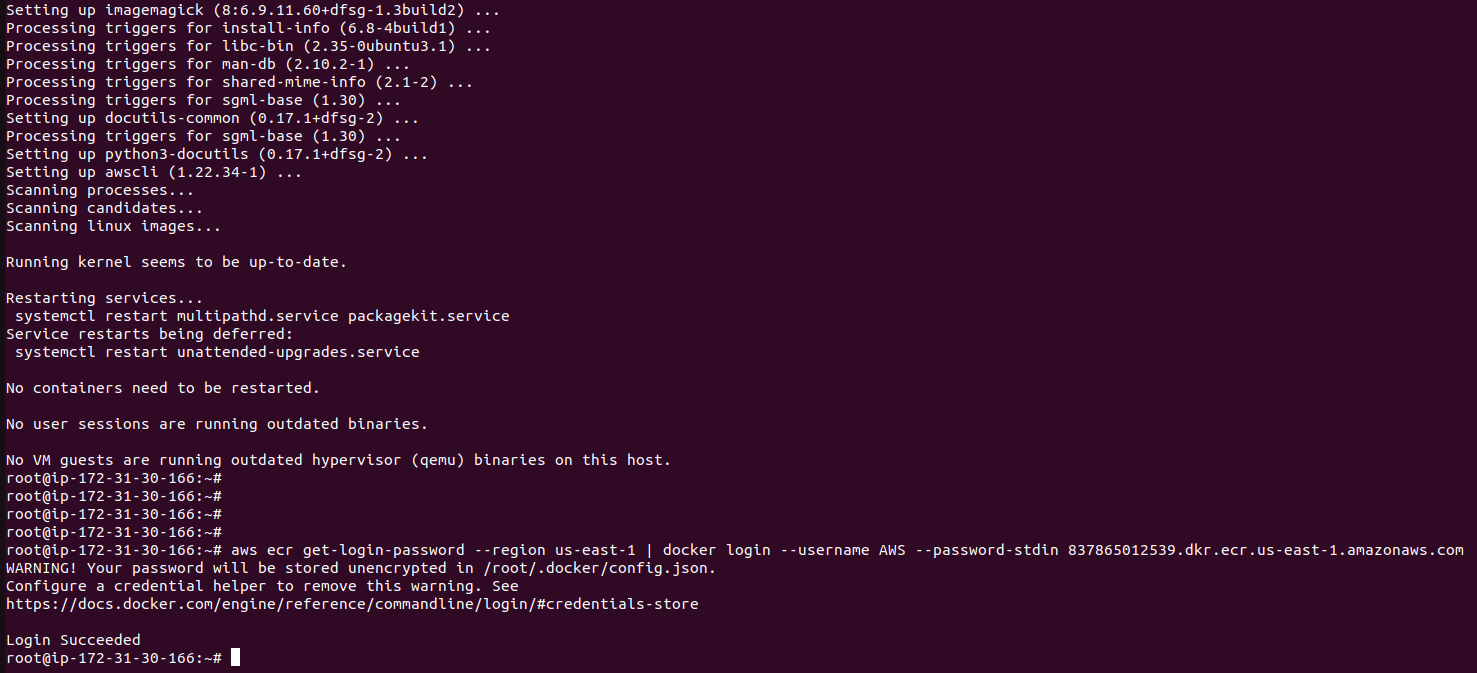 Setting up imagemagick (8:6.9.11.60+dfsg-1.3build2) ...
Processing triggers for install-info (6.8-4build1) ...
Processing triggers for libc-bin (2.35-0ubuntu3.1) ...
Processing triggers for man-db (2.10.2-1) ...
Processing triggers for shared-mime-info (2.1-2) ...
Processing triggers for sgml-base (1.30) ...
Setting up docutils-common (0.17.1+dfsg-2) ...
Processing triggers for sgml-base (1.30) ...
Setting up python3-docutils (0.17.1+dfsg-2) ...
Setting up awscli (1.22.34-1) ...
Scanning processes...
Scanning candidates...
Scanning linux images...
Running kernel seems to be up-to-date.
Restarting services...
 systemctl restart multipathd.service packagekit.service
Service restarts being deferred:
 systemctl restart unattended-upgrades.service
No containers need to be restarted.
No user sessions are running outdated binaries.
No VM guests are running outdated hypervisor (qemu) binaries on this host.
root@ip-172-31-30-166:~#
root@ip-172-31-30-166:~#
root@ip-172-31-30-166:~#
root@ip-172-31-30-166:~#
root@ip-172-31-30-166:~# aws ecr get-login-password --region us-east-1 | docker login --username AWS --password-stdin 837865012539.dkr.ecr.us-east-1.amazonaws.com
WARNING! Your password will be stored unencrypted in /root/.docker/config.json.
Configure a credential helper to remove this warning. See
https://docs.docker.com/engine/reference/commandline/login/#credentials-store
Login Succeeded
root@ip-172-31-30-166:~#